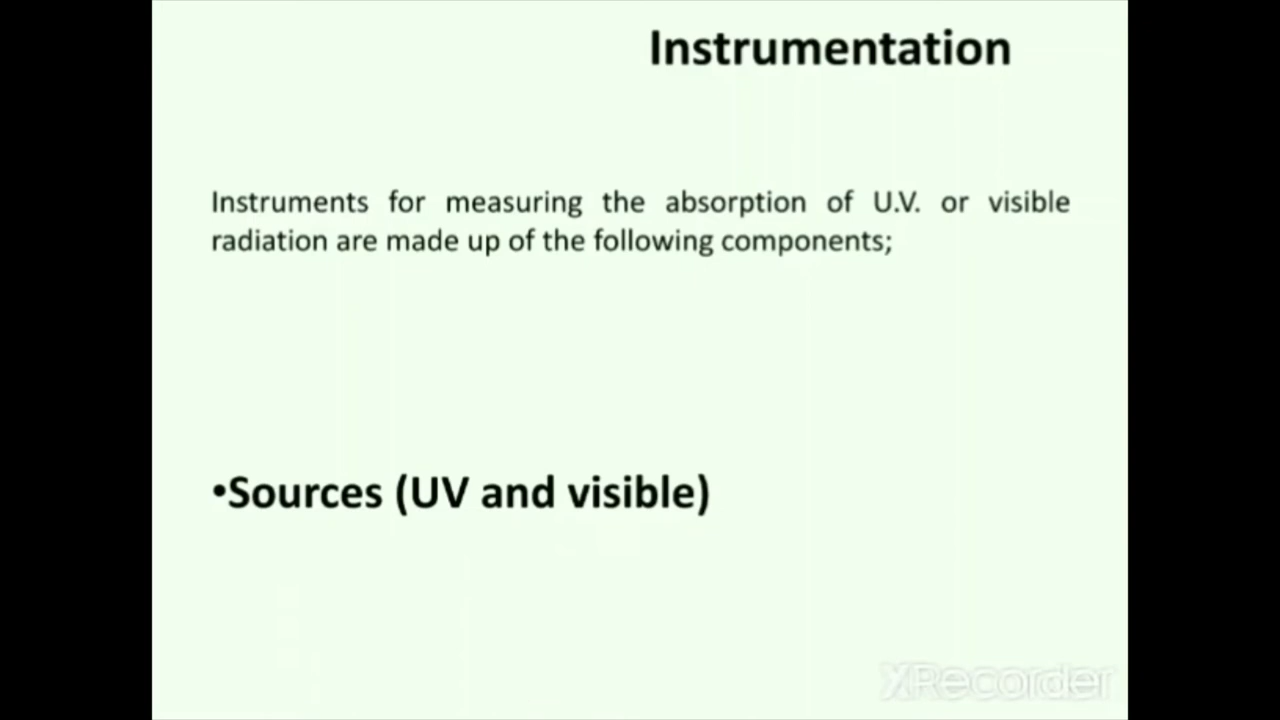 Instrumentation
Instruments for measuring the absorption of U.V. or visible
radiation are made up of the following components;
•Sources (UV and visible)
XRecorder